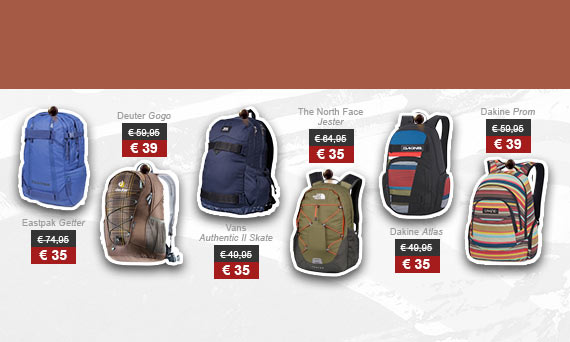 Eastpak Getter
€ 74,95
€ 35
Deuter Gogo
€ 59,95
€ 39
Vans
Authentic II Skate
€ 49,95
€ 35
The North Face
Jester
€ 64,95
€ 35
DAKINE
Dakine Atlas
€ 49,95
€ 35
Dakine Prom
€ 59,95
€ 39